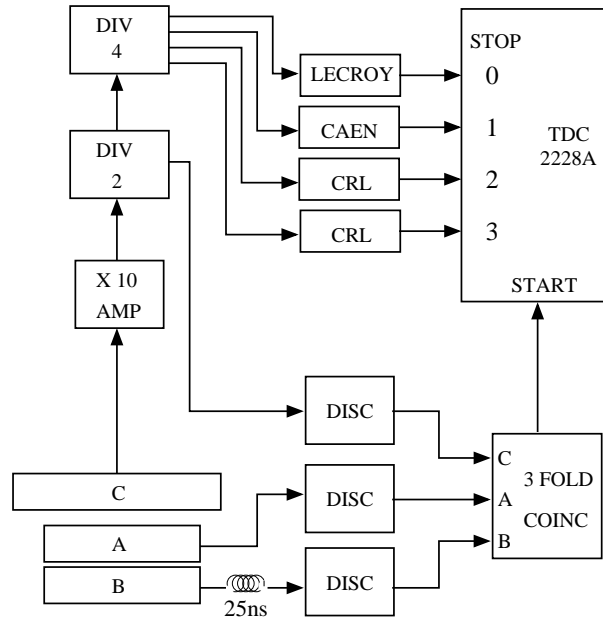 DIV
4
STOP
LECROY
0
CAEN
1
TDC
2228A
DIV
2
CRL
2
CRL
3
X 10
AMP
START
DISC
C
3 FOLD
COINC
A
B
C
DISC
A
B
25ns
DISC